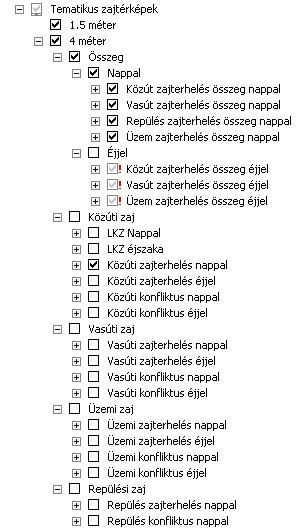 Tematikus zajtérképek
1.5 méter
4 méter
Összeg
Nappal
Közút zajterhelés összeg nappal
Vasút zajterhelés összeg nappal
Repülés zajterhelés összeg nappal
Üzem zajterhelés összeg nappal
Éjjel
Közút zajterhelés összeg éjjel
Vasút zajterhelés összeg éjjel
Üzem zajterhelés összeg éjjel
Közúti zaj
LKZ Nappal
LKZ éjszaka
Közúti zajterhelés nappal
Közúti zajterhelés éjjel
Közúti konfliktus nappal
Közúti konfliktus éjjel
Vasúti zaj
Vasúti zajterhelés nappal
Vasúti zajterhelés éjjel
Vasúti konfliktus nappal
Vasúti konfliktus éjjel
Üzemi zaj
Üzemi zajterhelés nappal
Üzemi zajterhelés éjjel
Üzemi konfliktus nappal
Üzemi konfliktus éjjel
Repülési zaj
Repülés zajterhelés nappal
Repülés konfliktus nappal